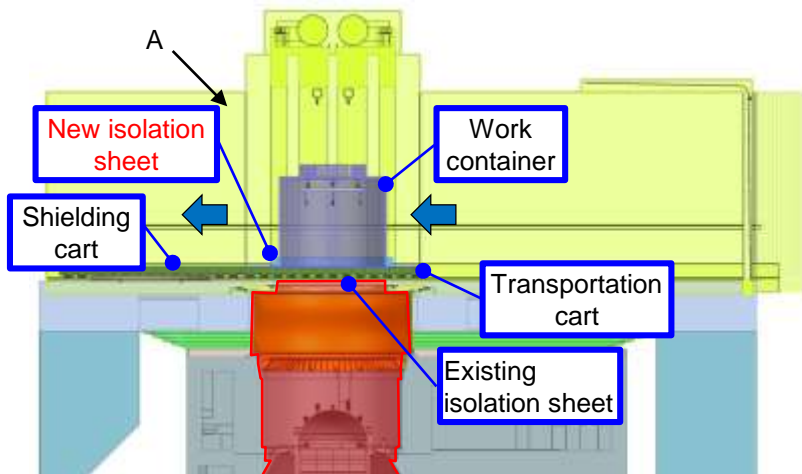 A
New isolation
sheet
Work
container
Shielding
cart
Transportation
cart
Existing
isolation sheet